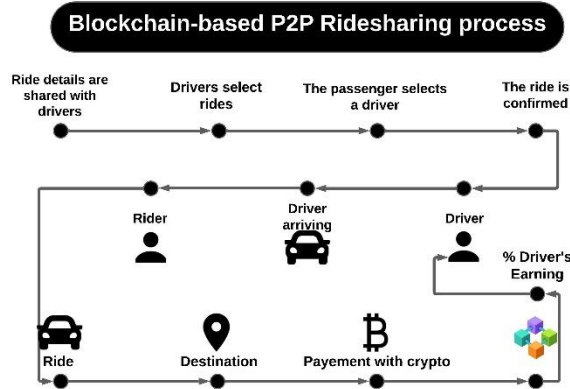 Blockchain-based P2P Ridesharing process
Ride details are
shared with
drivers
Drivers select
rides
The passenger selects
a driver
The ride is
confirmed
Rider
Driver
arriving
Driver
% Driver's
Earning
Ride
Destination
Payement with crypto